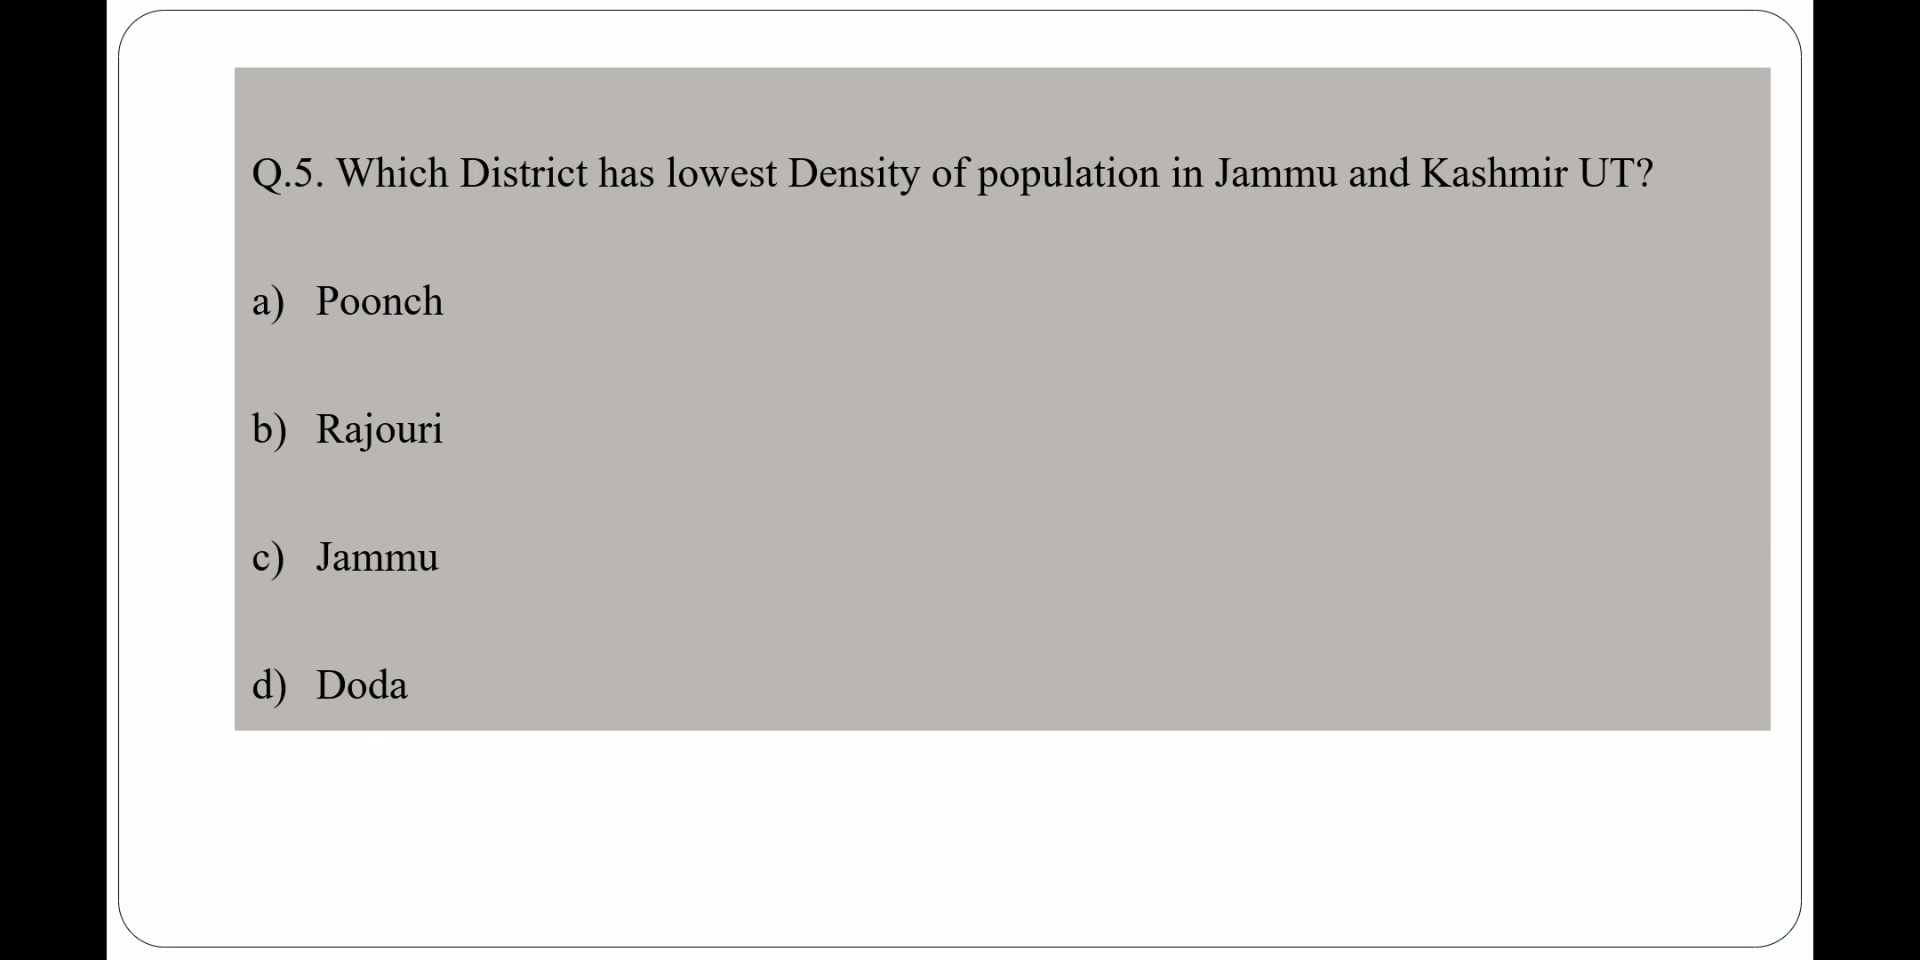 Q.5. Which District has lowest Density of population in Jammu and Kashmir UT?
a) Poonch
b) Rajouri
c) Jammu
d) Doda